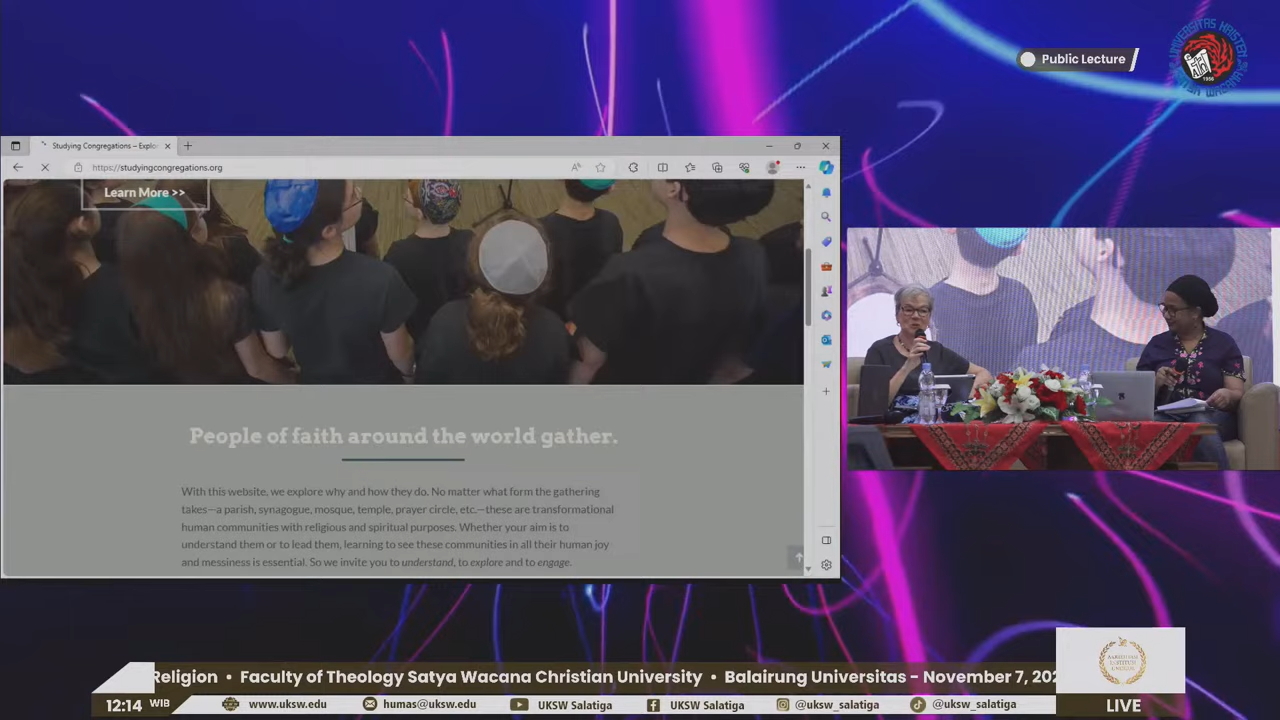 Public Lecture
UNIVERSITAS KRISTEN SATYA WACANA
1956
Studying Congregations – Explo
https://studyingcongregations.org
Learn More >>
People of faith around the world gather.
With this website, we explore why and how they do. No matter what form the gathering
takes—a parish, synagogue, mosque, temple, prayer circle, etc.—these are transformational
human communities with religious and spiritual purposes. Whether your aim is to
understand them or to lead them, learning to see these communities in all their human joy
and messiness is essential. So we invite you to understand, to explore and to engage.
Religion • Faculty of Theology Satya Wacana Christian University • Balairung Universitas - November 7, 202
12:14 WIB
www.uksw.edu
humas@uksw.edu
UKSW Salatiga
UKSW Salatiga
@uksw_salatiga
@uksw_salatiga
LIVE